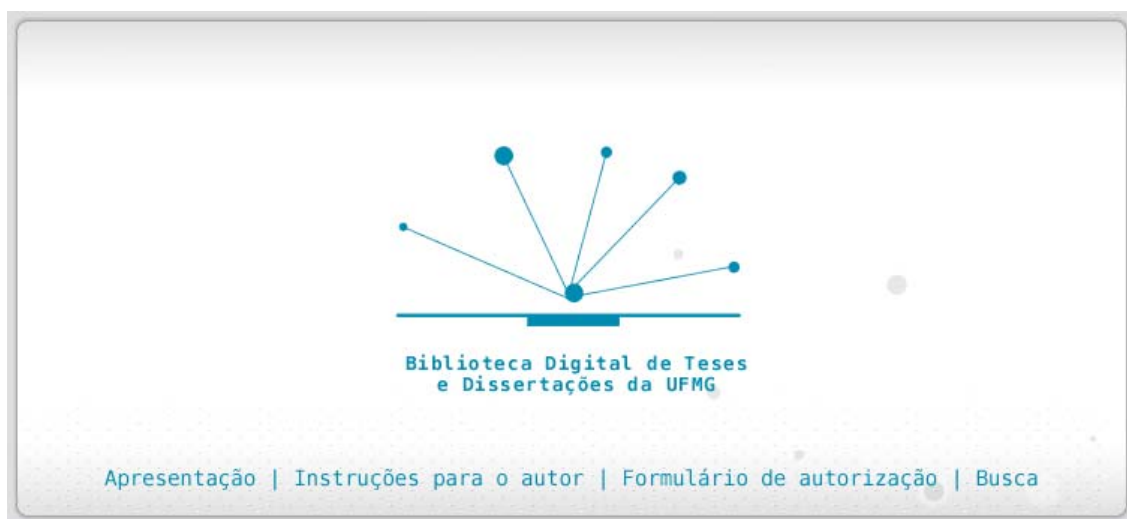 Biblioteca Digital de Teses
e Dissertações da UFMG
Apresentação | Instruções para o autor | Formulário de autorização | Busca